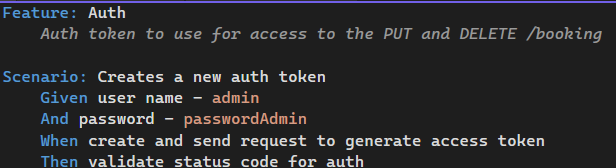 Feature: Auth
Auth token to use for access to the PUT and DELETE /booking
Scenario: Creates a new auth token
Given user name - admin
And password - passwordAdmin
When create and send request to generate access token
Then validate status code for auth